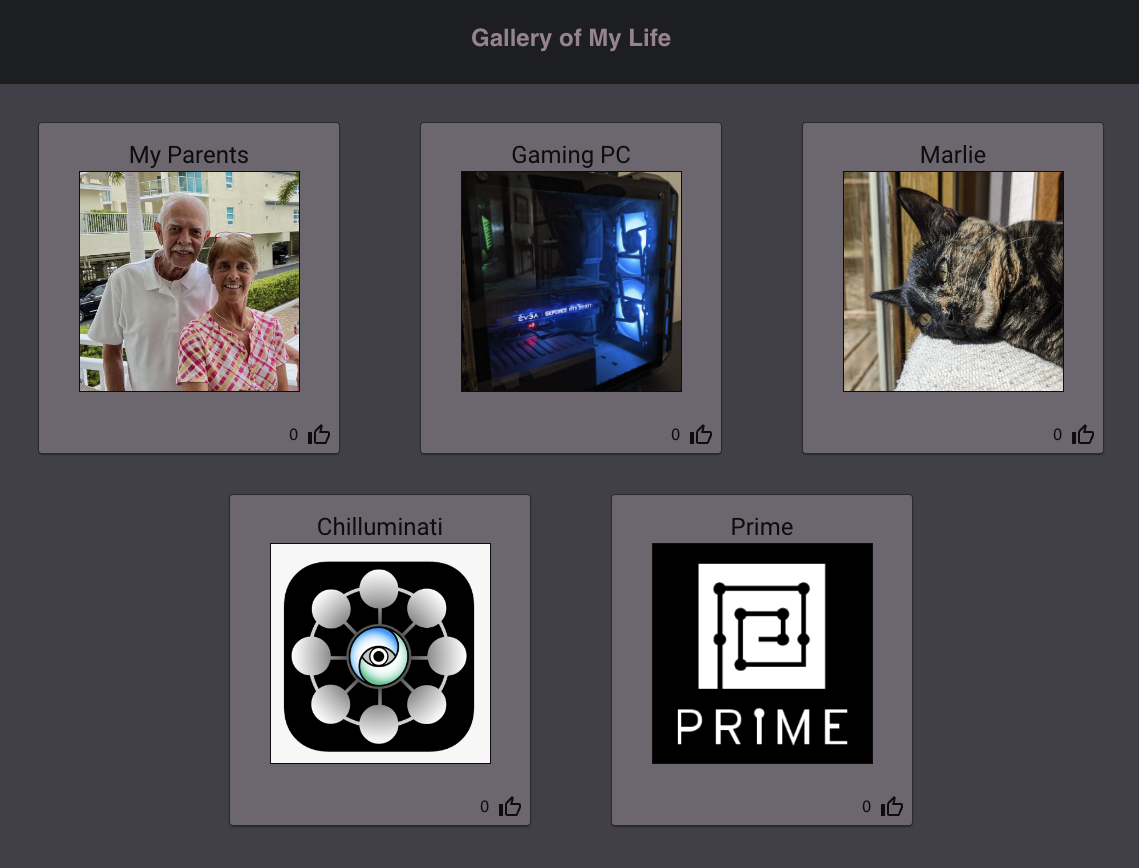 Gallery of My Life
My Parents
Gaming PC
Marlie
EVGA GEFORCE RTX
0
0
0
Chilluminati
Prime
PRIME
0
0